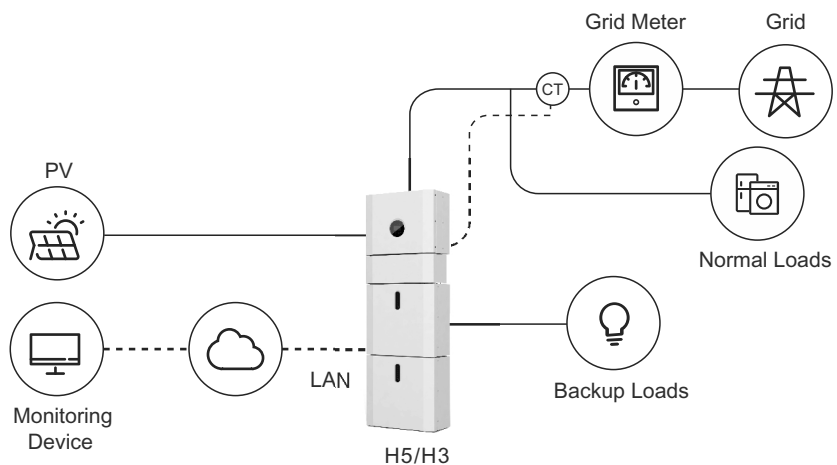 Grid Meter
Grid
CT
PV
Normal Loads
LAN
Backup Loads
Monitoring
Device
H5/H3